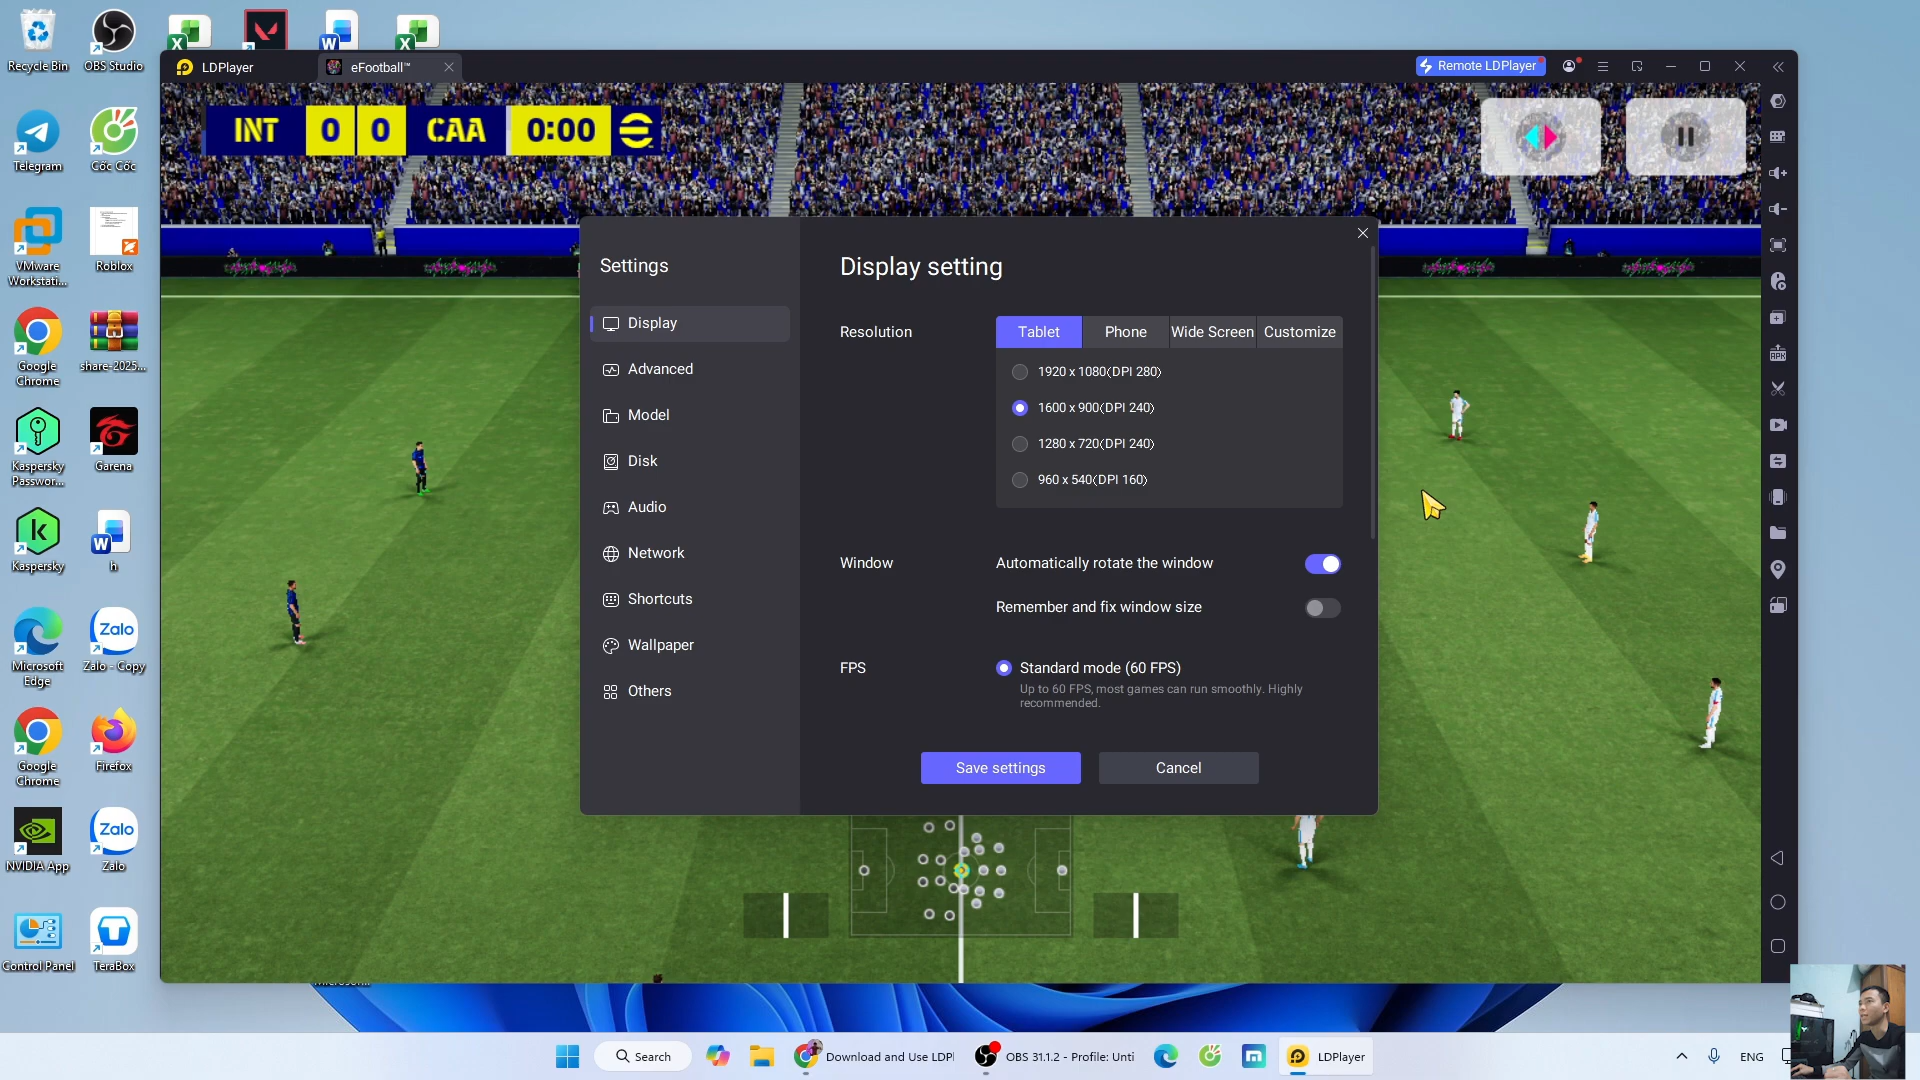 Recycle Bin
OBS Studio
LDPlayer
eFootball™
Remote LDPlayer
INT 0 0 CAA 0:00
Telegram
Cốc Cốc
VMware
Workstati...
Roblox
Google
Chrome
share-2025...
Kaspersky
Passwor...
Garena
Kaspersky
h
Microsoft
Edge
Zalo
Zalo - Copy
Google
Chrome
Firefox
NVIDIA App
Zalo
Zalo
Control Panel
TeraBox
Settings
Display
Advanced
Model
Disk
Audio
Network
Shortcuts
Wallpaper
Others
Display setting
Resolution
Tablet
Phone
Wide Screen
Customize
1920 x 1080(DPI 280)
1600 x 900(DPI 240)
1280 x 720(DPI 240)
960 x 540(DPI 160)
Window
Automatically rotate the window
Remember and fix window size
FPS
Standard mode (60 FPS)
Up to 60 FPS, most games can run smoothly. Highly
recommended.
Save settings
Cancel
APK
Search
Download and Use LDPl
OBS 31.1.2 - Profile: Unti
LDPlayer
ENG